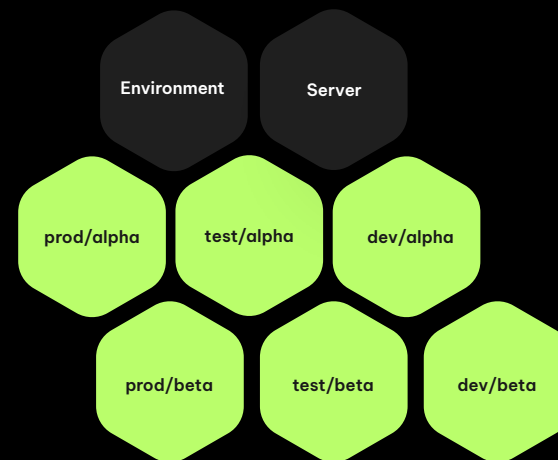 Environment
Server
prod/alpha
test/alpha
dev/alpha
prod/beta
test/beta
dev/beta